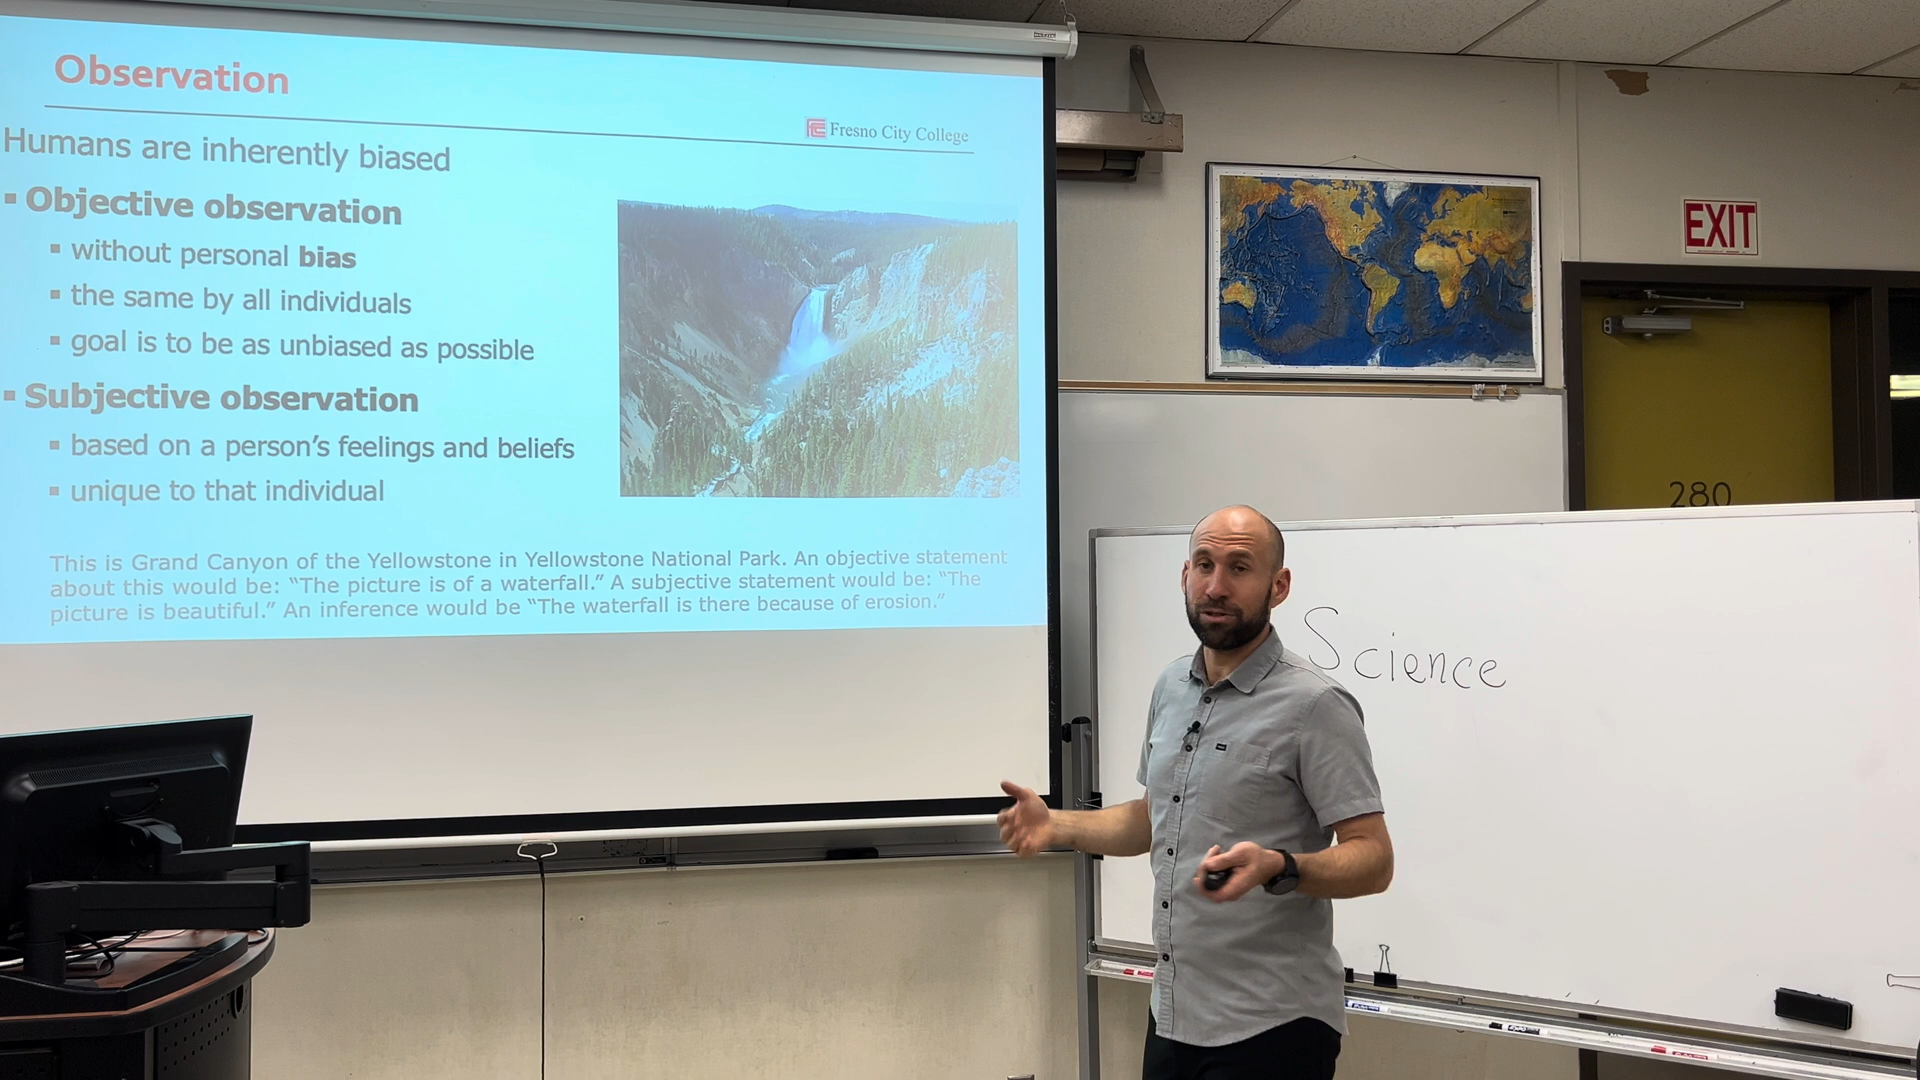 Observation
Fresno City College
Humans are inherently biased
▪ Objective observation
▪ without personal bias
▪ the same by all individuals
▪ goal is to be as unbiased as possible
▪ Subjective observation
▪ based on a person’s feelings and beliefs
▪ unique to that individual
This is Grand Canyon of the Yellowstone in Yellowstone National Park. An objective statement
about this would be: “The picture is of a waterfall.” A subjective statement would be: “The
picture is beautiful.” An inference would be “The waterfall is there because of erosion.”
EXIT
280
Science